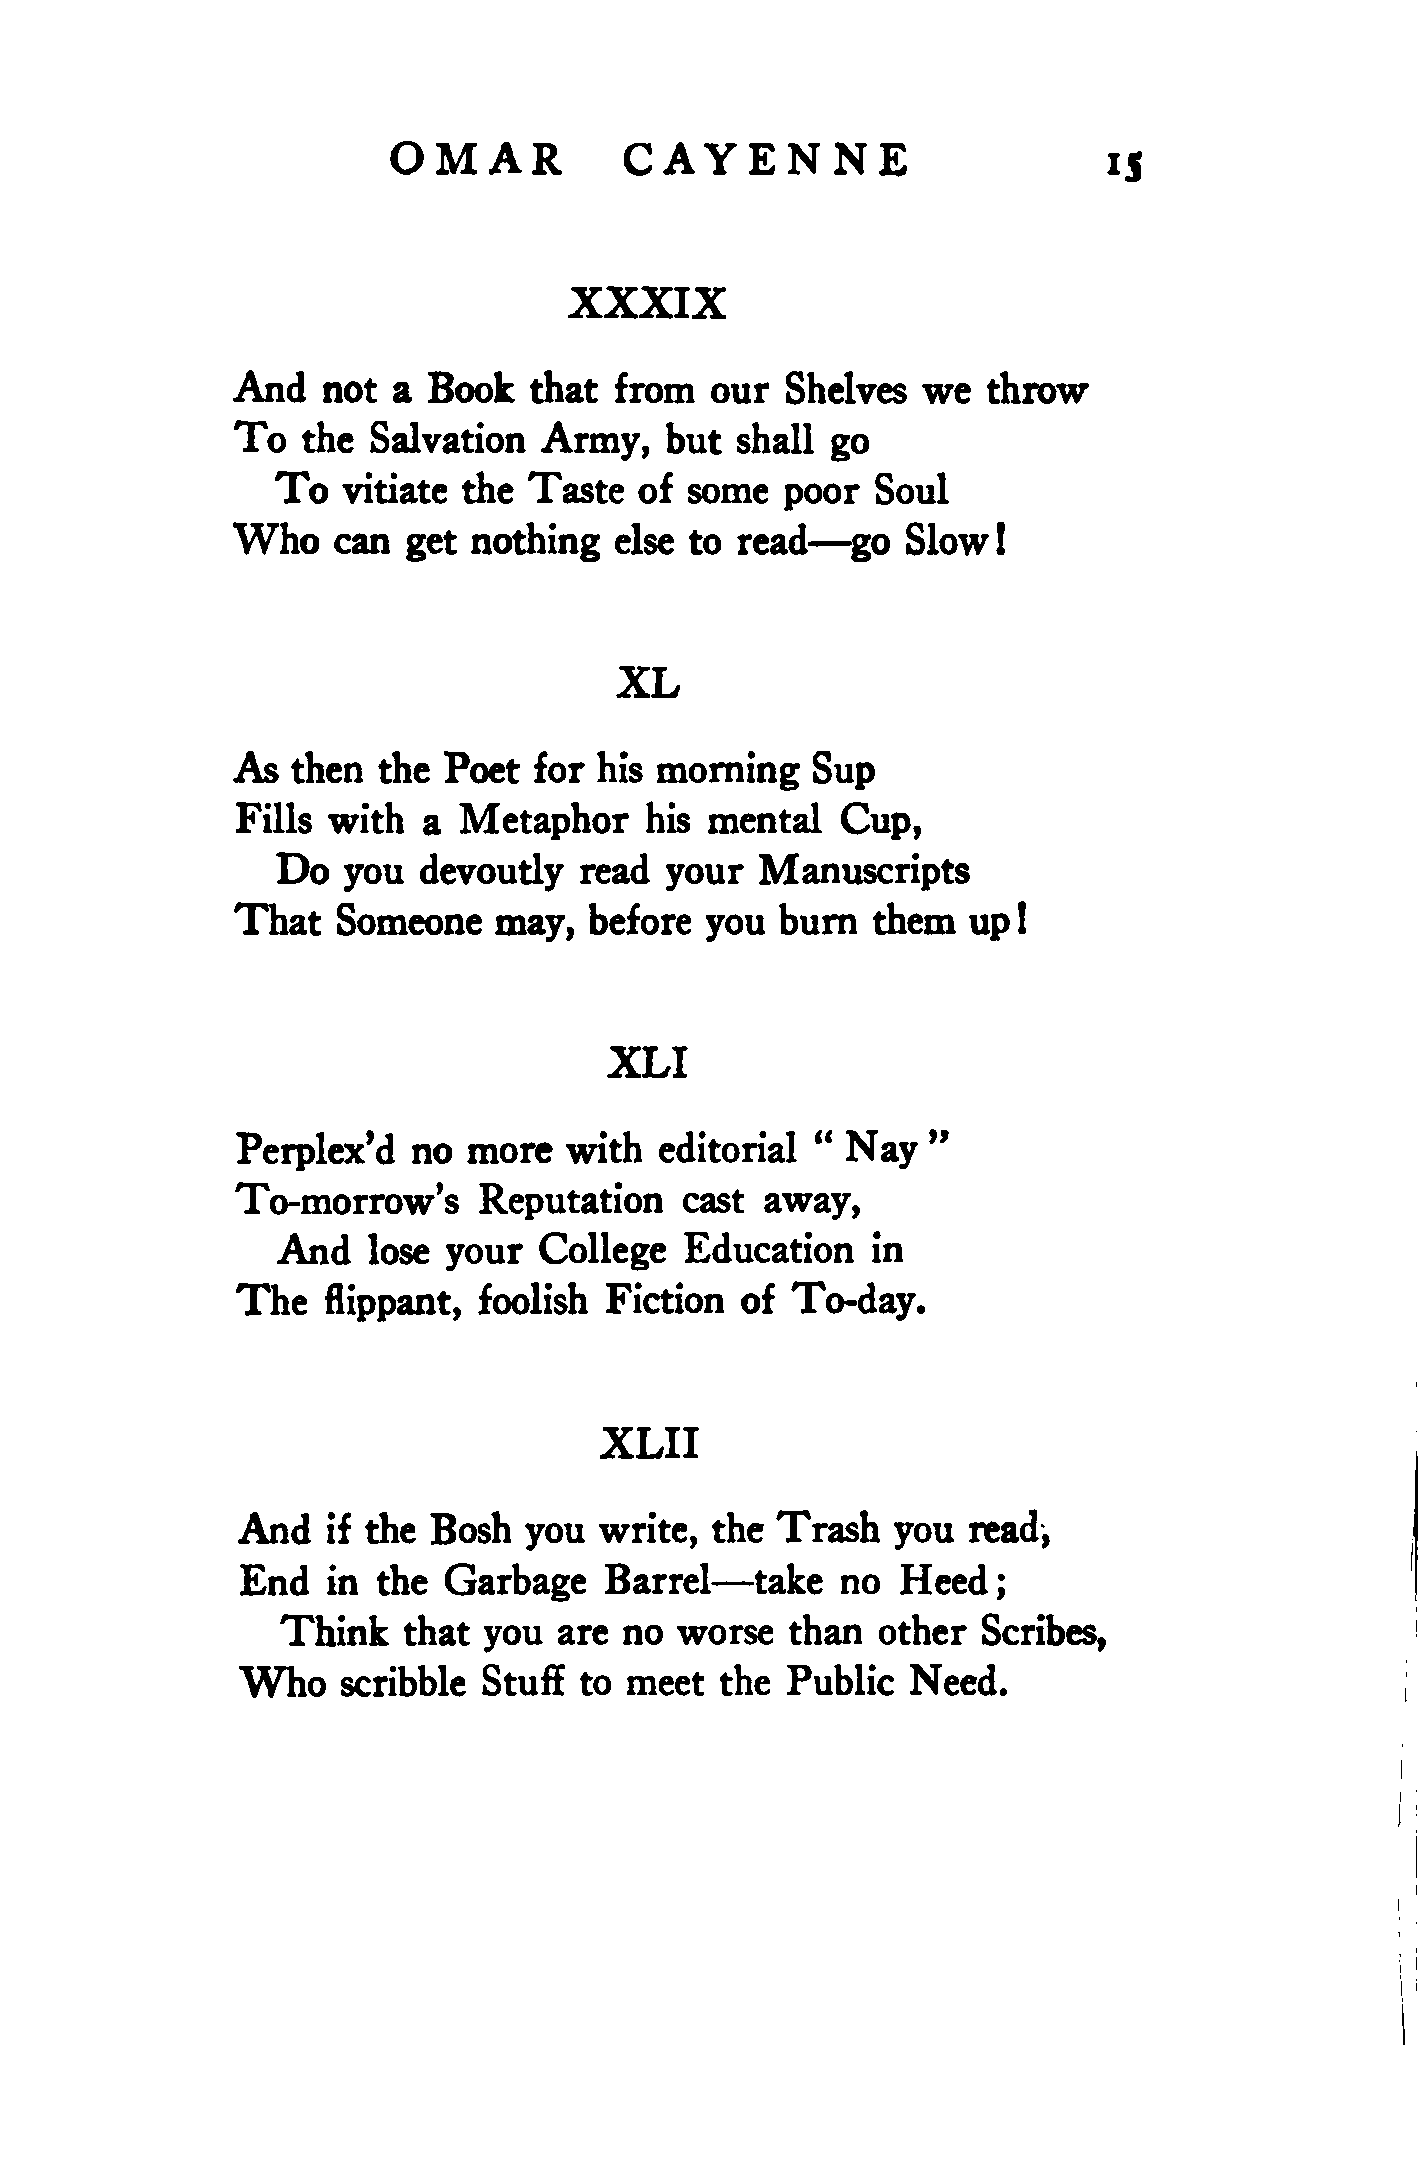 OMAR CAYENNE 15
XXXIX
And not a Book that from our Shelves we throw
To the Salvation Army, but shall go
To vitiate the Taste of some poor Soul
Who can get nothing else to read—go Slow!
XL
As then the Poet for his morning Sup
Fills with a Metaphor his mental Cup,
Do you devoutly read your Manuscripts
That Someone may, before you burn them up!
XLI
Perplex'd no more with editorial “ Nay ”
To-morrow's Reputation cast away,
And lose your College Education in
The flippant, foolish Fiction of To-day.
XLII
And if the Bosh you write, the Trash you read,
End in the Garbage Barrel—take no Heed;
Think that you are no worse than other Scribes,
Who scribble Stuff to meet the Public Need.